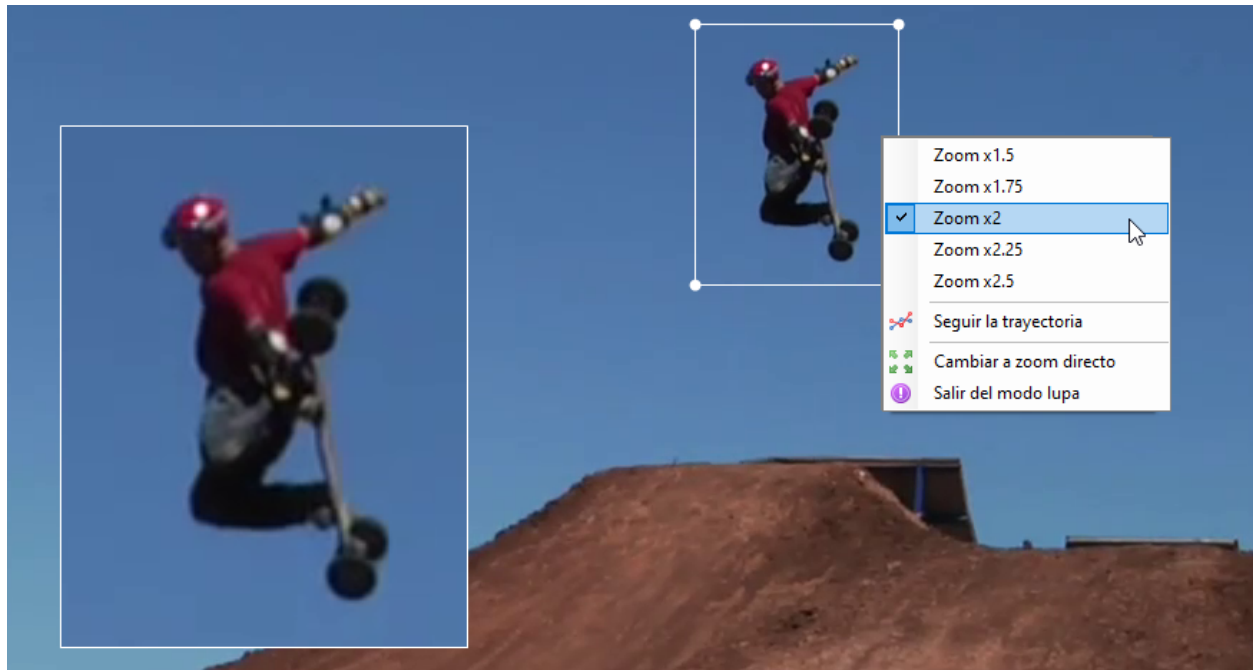 Zoom x1.5
Zoom x1.75
Zoom x2
Zoom x2.25
Zoom x2.5
Seguir la trayectoria
Cambiar a zoom directo
Salir del modo lupa